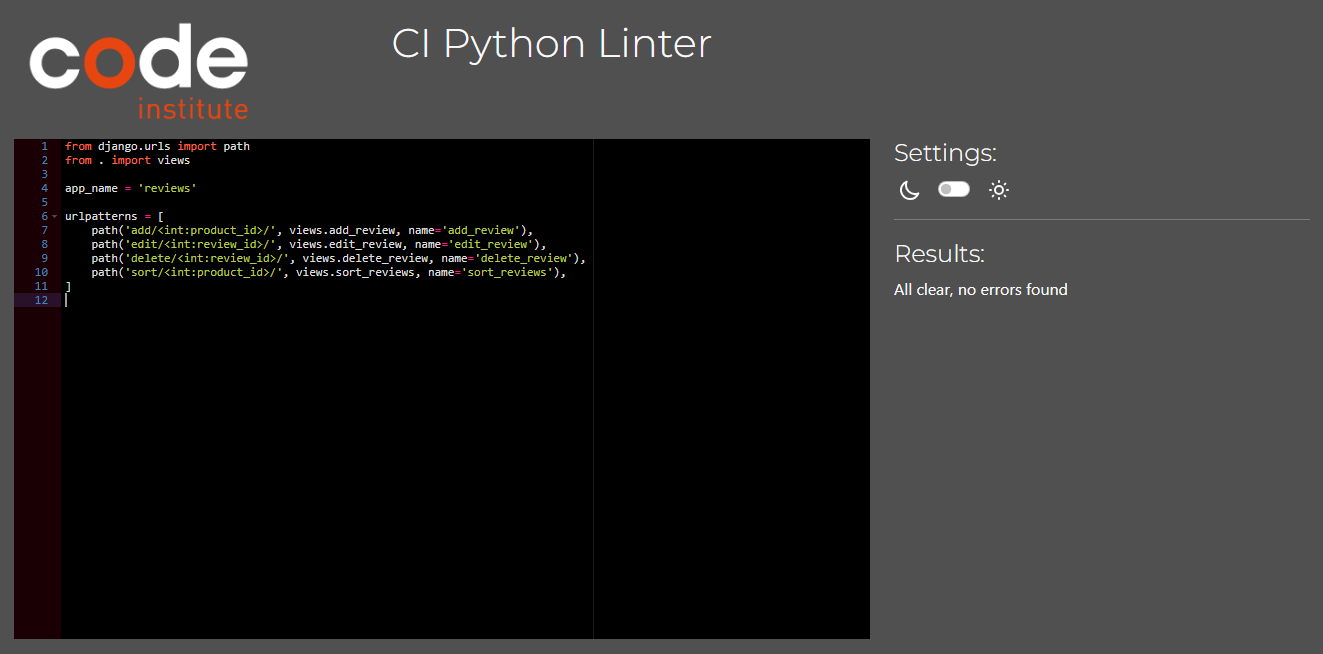 code
institute
CI Python Linter
1 from django.urls import path
2 from . import views
3
4 app_name = 'reviews'
5
6 urlpatterns = [
7     path('add/<int:product_id>/', views.add_review, name='add_review'),
8     path('edit/<int:review_id>/', views.edit_review, name='edit_review'),
9     path('delete/<int:review_id>/', views.delete_review, name='delete_review'),
10     path('sort/<int:product_id>/', views.sort_reviews, name='sort_reviews'),
11 ]
12
Settings:
Results:
All clear, no errors found